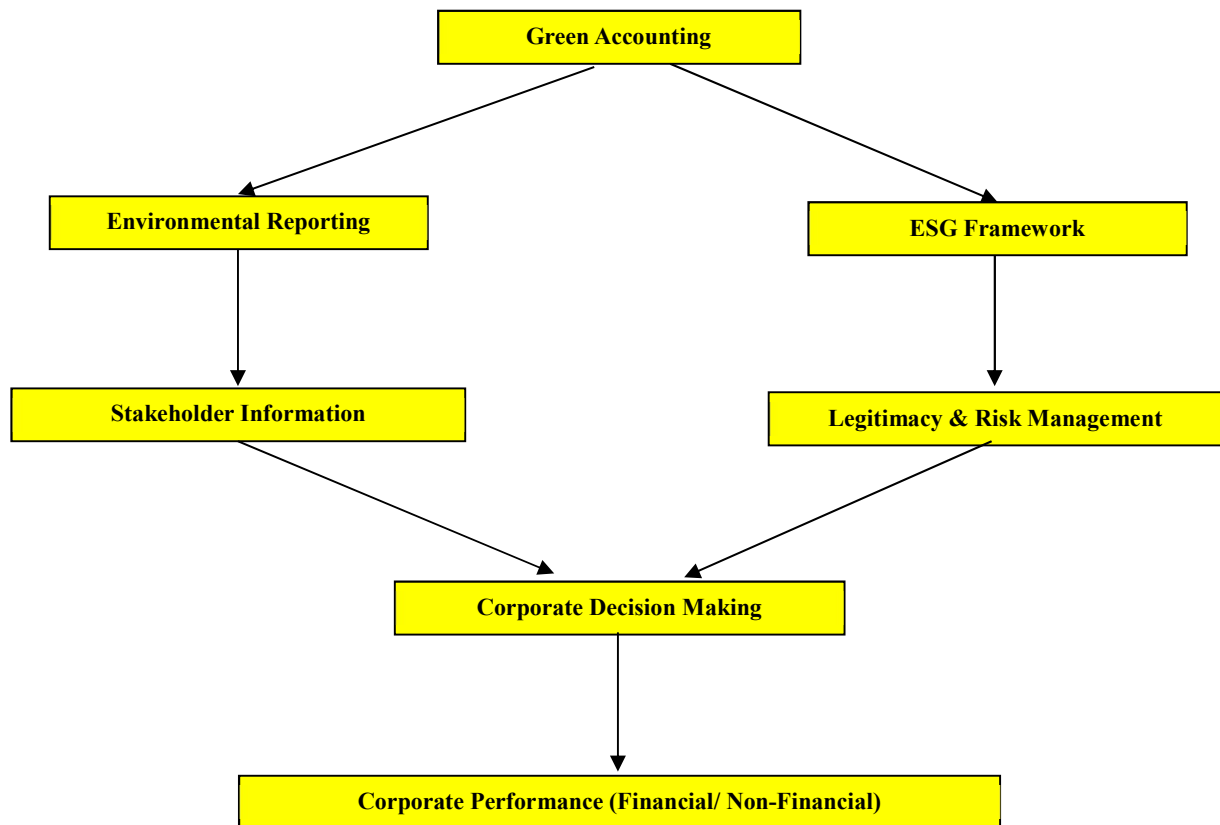 Green Accounting
Environmental Reporting
ESG Framework
Stakeholder Information
Legitimacy & Risk Management
Corporate Decision Making
Corporate Performance (Financial/ Non-Financial)